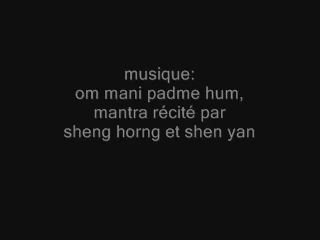 musique:
om mani padme hum,
mantra récité par
sheng horng et shen yan